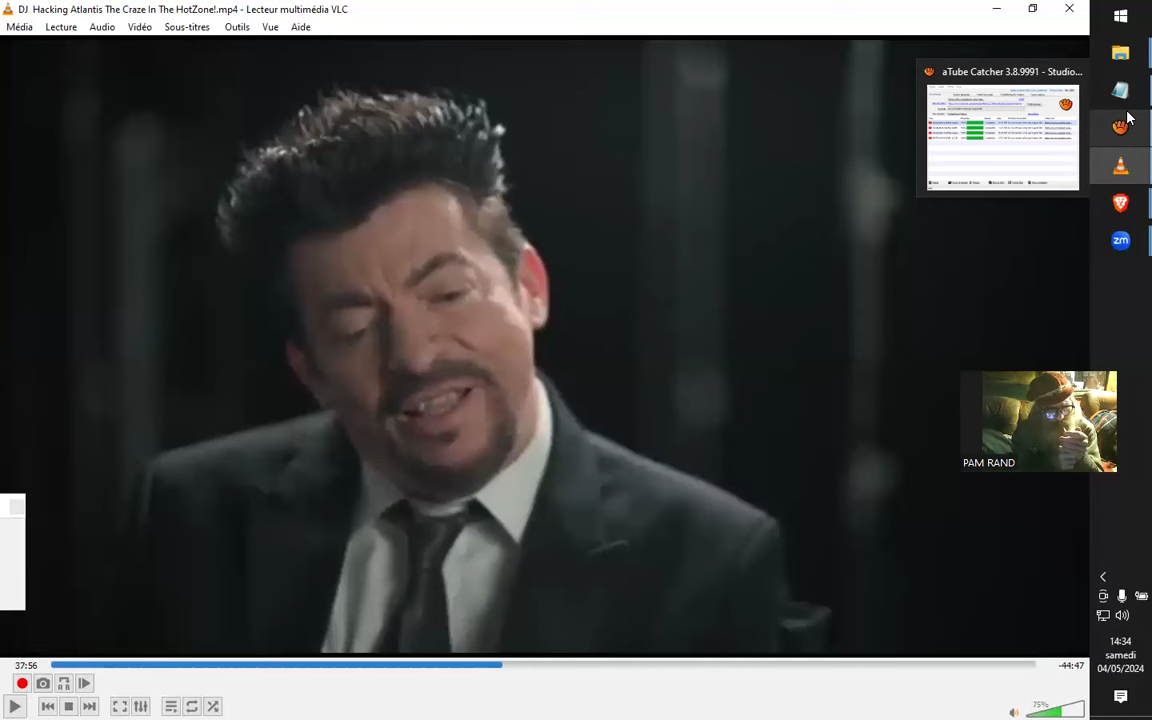 DJ Hacking Atlantis The Craze In The HotZone!.mp4 - Lecteur multimédia VLC
Média Lecture Audio Vidéo Sous-titres Outils Vue Aide
aTube Catcher 3.8.9991 - Studio...
zm
PAM RAND
37:56
-44:47
75%
14:34
samedi
04/05/2024